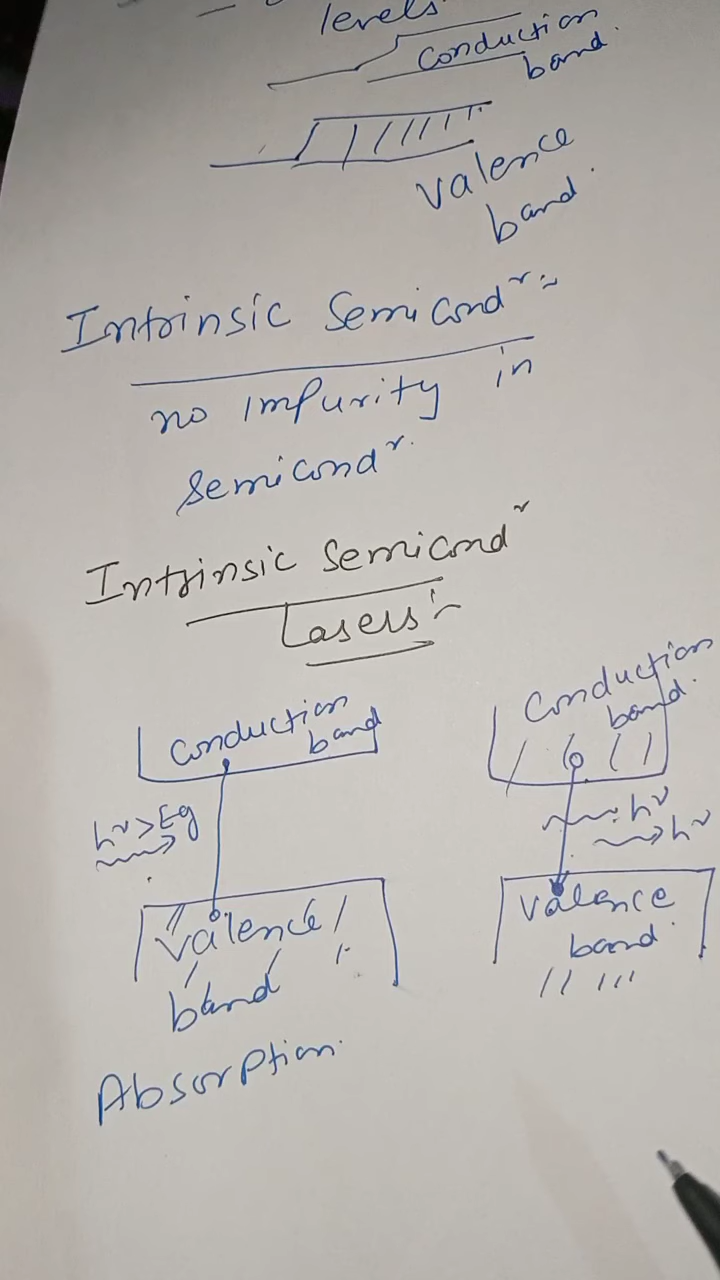 levels
Conduction
band.
Valence
band.
Intrinsic Semicondr :-
no impurity in
Semicondr.
Intrinsic Semicondr
Lasers :-
Conduction
band
hν>Eg
Valence
band
Absorption.
Conduction
band.
hν
hν
Valence
band.